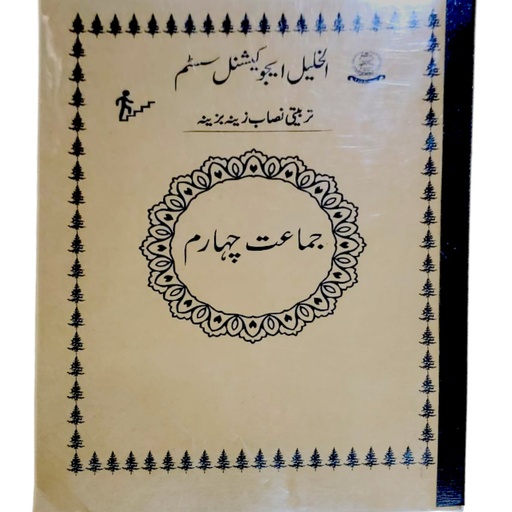 الخلیل ایجوکیشنل سسٹم
تربیتی نصاب زینہ بزینہ
جماعت چہارم